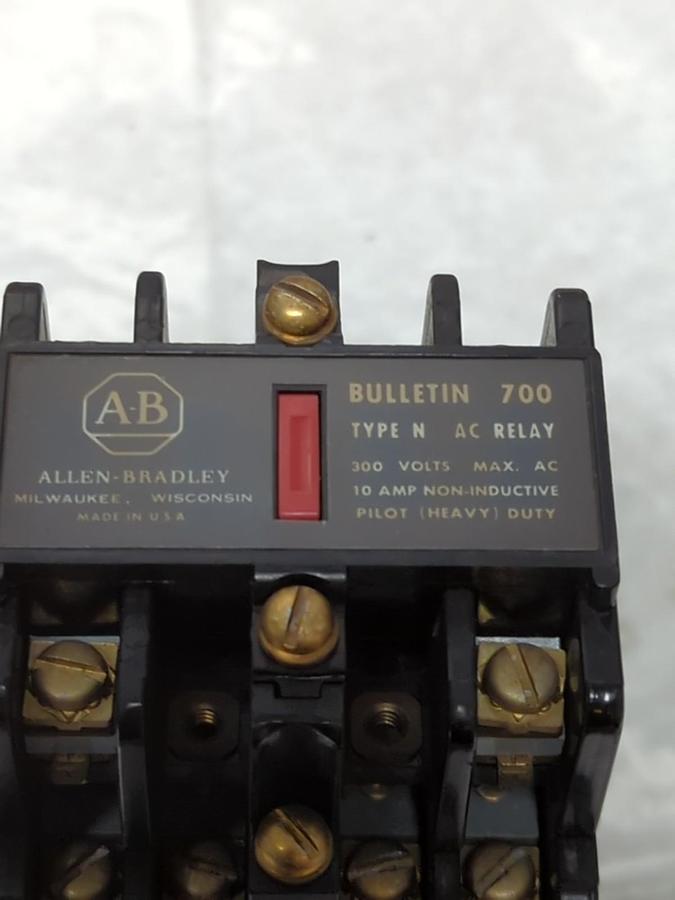 A-B
ALLEN-BRADLEY
MILWAUKEE, WISCONSIN
MADE IN U.S.A
BULLETIN 700
TYPE N AC RELAY
300 VOLTS MAX. AC
10 AMP NON-INDUCTIVE
PILOT (HEAVY) DUTY